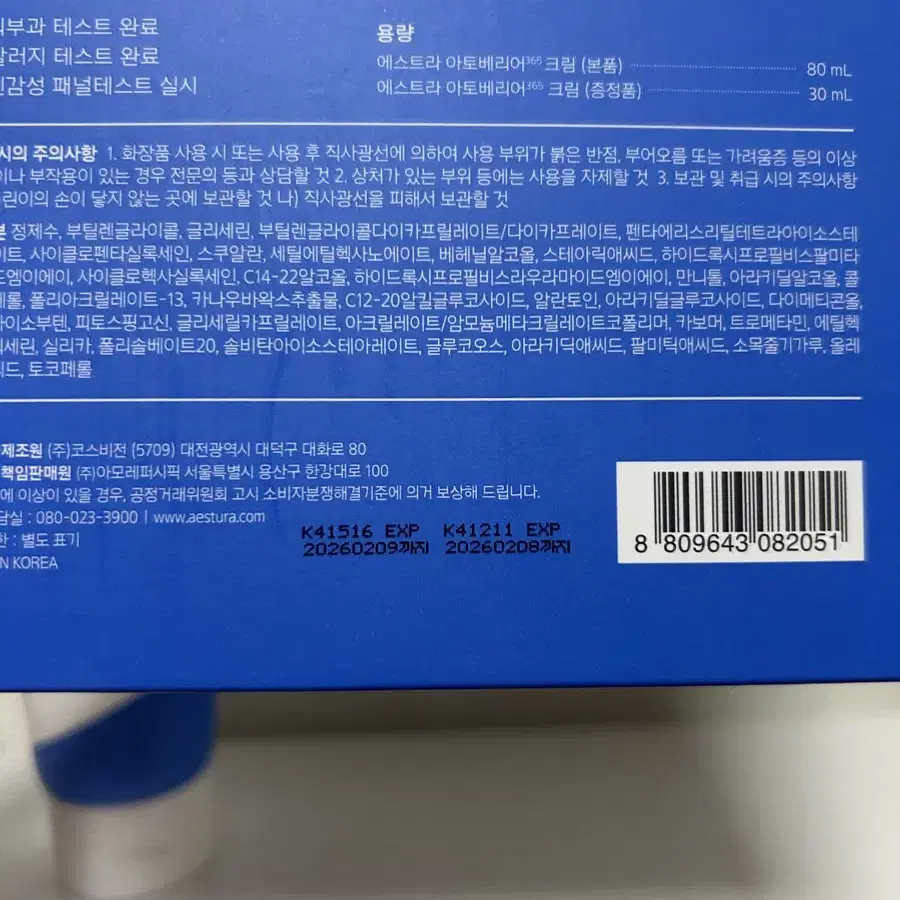 부과 테스트 완료
러지 테스트 완료
민감성 패널테스트 실시
용량
에스트라 아토베리어365 크림 (본품) 80 mL
에스트라 아토베리어365 크림 (증정품) 30 mL
시의 주의사항 1. 화장품 사용 시 또는 사용 후 직사광선에 의하여 사용 부위가 붉은 반점, 부어오름 또는 가려움증 등의 이상
이나 부작용이 있는 경우 전문의 등과 상담할 것 2. 상처가 있는 부위 등에는 사용을 자제할 것 3. 보관 및 취급 시의 주의사항
린이의 손이 닿지 않는 곳에 보관할 것 나) 직사광선을 피해서 보관할 것
정제수, 부틸렌글라이콜, 글리세린, 부틸렌글라이콜다이카프릴레이트/다이카프레이트, 펜타에리스리틸테트라아이소스테
이트, 사이클로펜타실록세인, 스쿠알란, 세틸에틸헥사노에이트, 베헤닐알코올, 스테아릭애씨드, 하이드록시프로필비스팔미타
드엠이에이, 사이클로헥사실록세인, C14-22알코올, 하이드록시프로필비스라우라마이드엠이에이, 만니톨, 아라키딜알코올, 콜
레롤, 폴리아크릴레이트-13, 카나우바왁스추출물, C12-20알킬글루코사이드, 알란토인, 아라키딜글루코사이드, 다이메티콘올,
아이소부텐, 피토스핑고신, 글리세릴카프릴레이트, 아크릴레이트/암모늄메타크릴레이트코폴리머, 카보머, 트로메타민, 에틸헥
리세린, 실리카, 폴리솔베이트20, 솔비탄아이소스테아레이트, 글루코오스, 아라키딕애씨드, 팔미틱애씨드, 소목줄기가루, 올레
씨드, 토코페롤
제조원 (주)코스비전 (5709) 대전광역시 대덕구 대화로 80
책임판매원 (주)아모레퍼시픽 서울특별시 용산구 한강대로 100
에 이상이 있을 경우, 공정거래위원회 고시 소비자분쟁해결기준에 의거 보상해 드립니다.
담실 : 080-023-3900 | www.aestura.com
한 : 별도 표기
N KOREA
K41516 EXP K41211 EXP
20260209까지 20260208까지
8 809643 082051